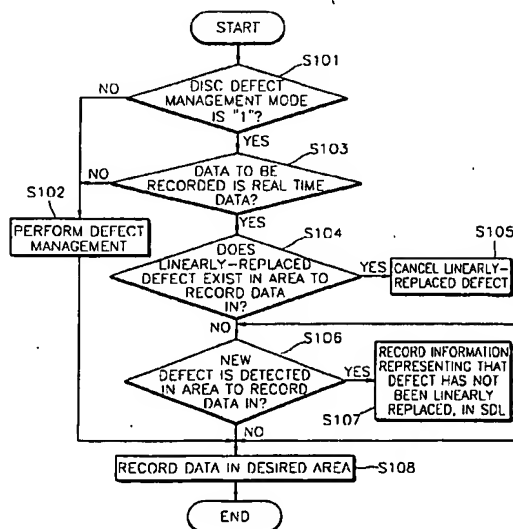 START
S101
NO
DISC DEFECT
MANAGEMENT MODE
IS "1"?
YES
S103
NO
DATA TO BE
RECORDED IS REAL TIME
DATA?
S102
YES
PERFORM DEFECT
MANAGEMENT
S104
DOES
LINEARLY-REPLACED
DEFECT EXIST IN AREA TO
RECORD DATA
IN?
S105
YES
CANCEL LINEARLY-
REPLACED DEFECT
NO
S106
NEW
DEFECT IS DETECTED
IN AREA TO RECORD
DATA IN?
YES
RECORD INFORMATION
REPRESENTING THAT
DEFECT HAS NOT
BEEN LINEARLY
REPLACED, IN SDL
S107
NO
RECORD DATA IN DESIRED AREA
S108
END